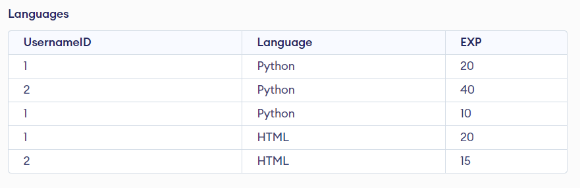 Languages
UsernameID Language EXP
1 Python 20
2 Python 40
1 Python 10
1 HTML 20
2 HTML 15